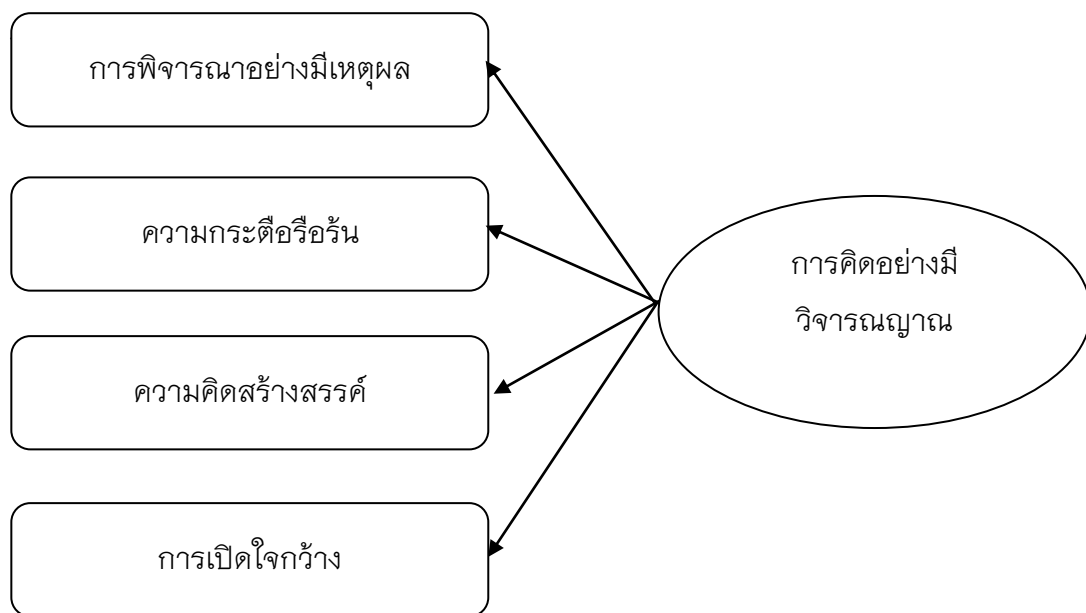 การพิจารณาอย่างมีเหตุผล
ความกระตือรือร้น
การคิดอย่างมี
วิจารณญาณ
ความคิดสร้างสรรค์
การเปิดใจกว้าง